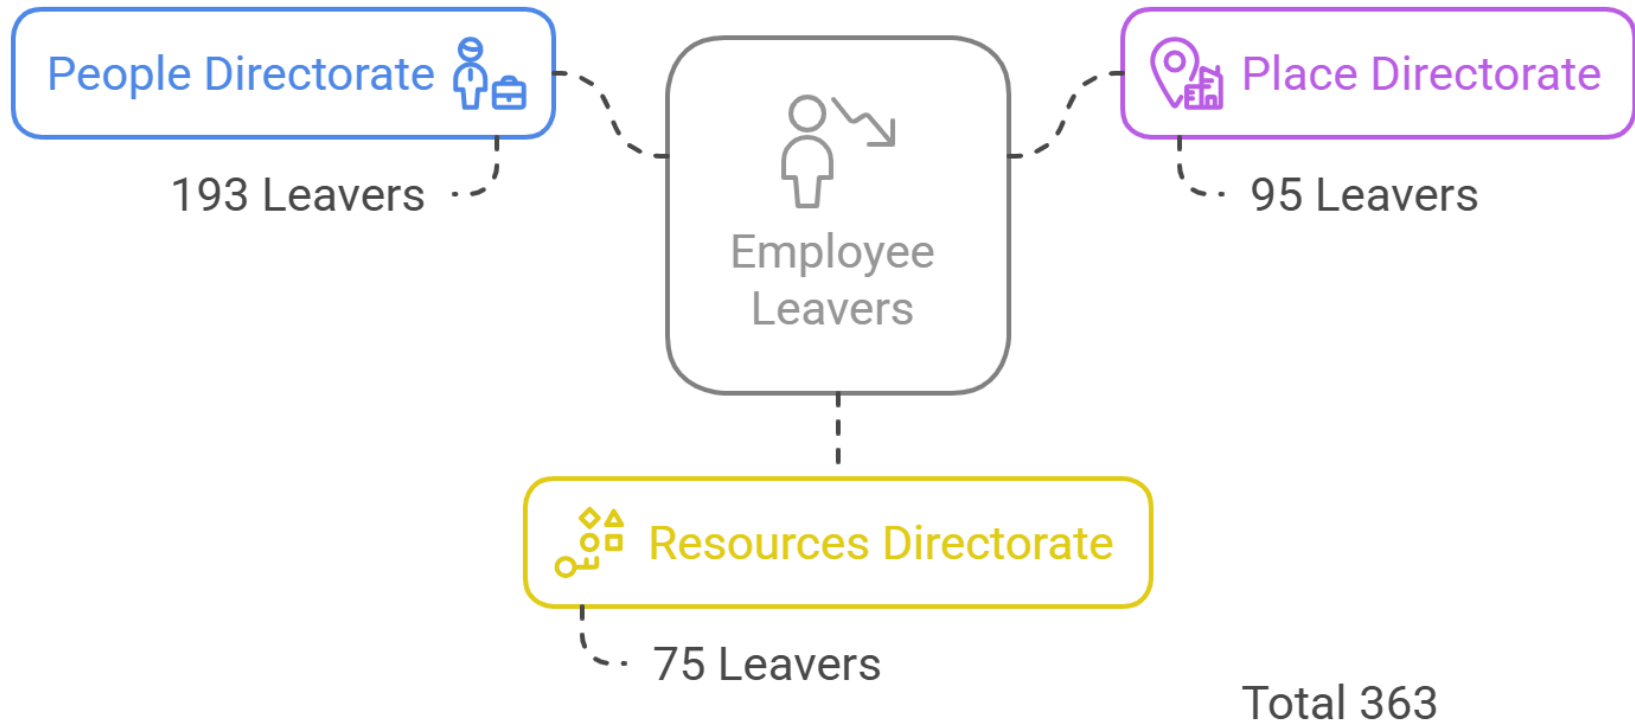 People Directorate
193 Leavers
Employee
Leavers
Place Directorate
95 Leavers
Resources Directorate
75 Leavers
Total 363